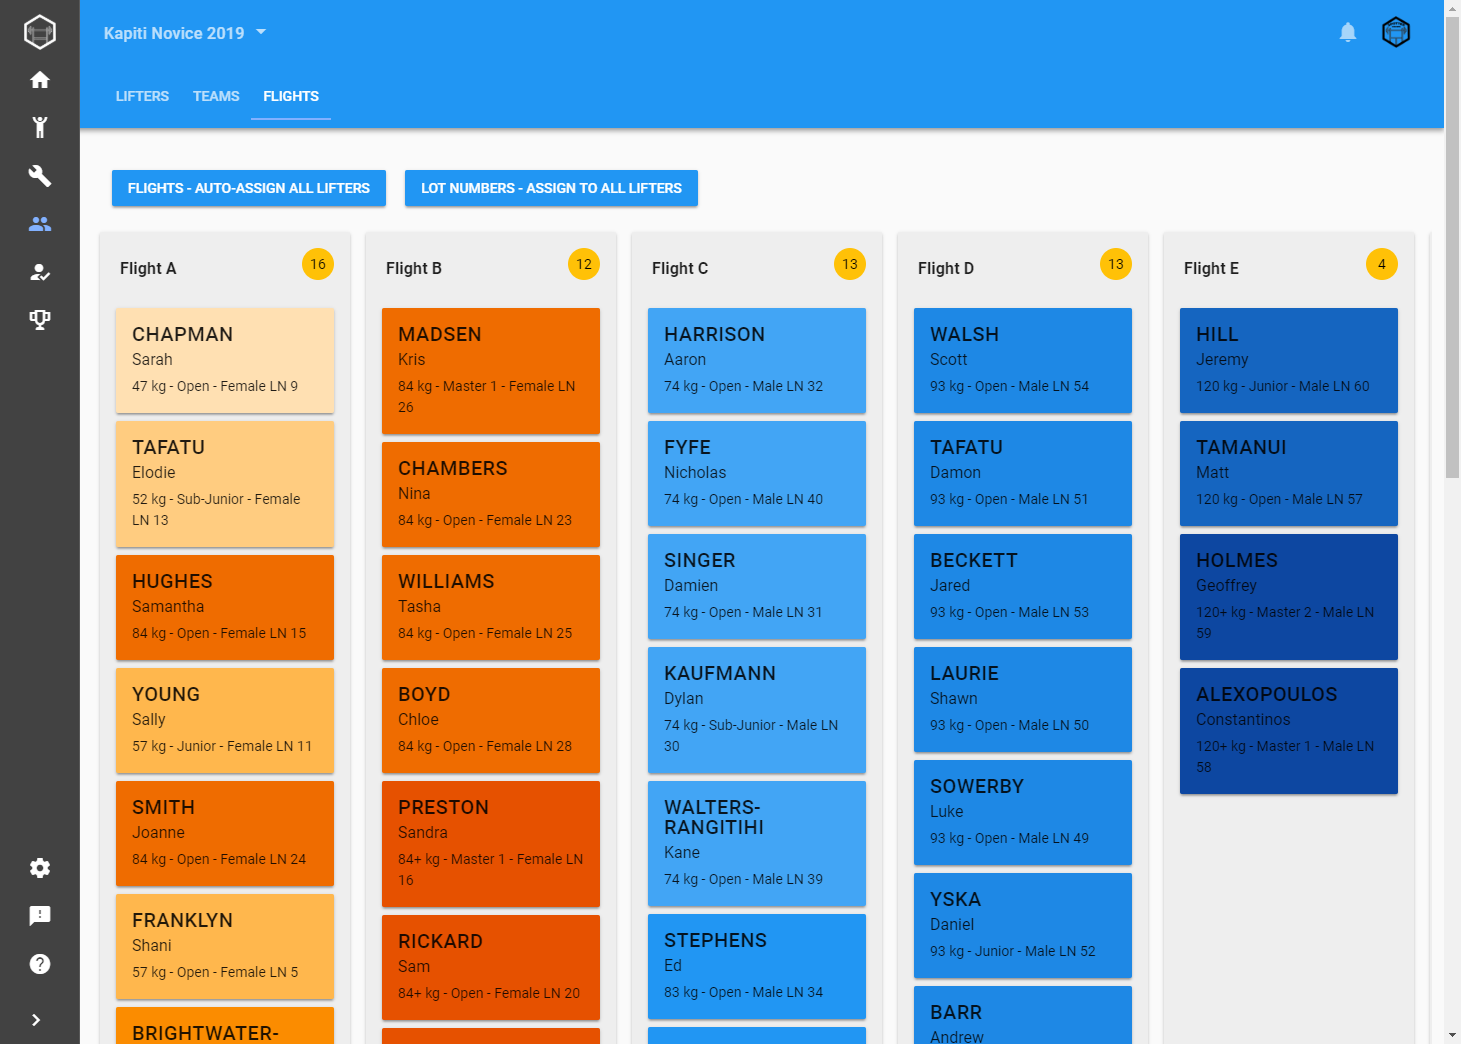 Kapiti Novice 2019
LIFTERS
TEAMS
FLIGHTS
FLIGHTS - AUTO-ASSIGN ALL LIFTERS
LOT NUMBERS - ASSIGN TO ALL LIFTERS
Flight A
16
CHAPMAN
Sarah
47 kg - Open - Female LN 9
TAFATU
Elodie
52 kg - Sub-Junior - Female
LN 13
HUGHES
Samantha
84 kg - Open - Female LN 15
YOUNG
Sally
57 kg - Junior - Female LN 11
SMITH
Joanne
84 kg - Open - Female LN 24
FRANKLYN
Shani
57 kg - Open - Female LN 5
BRIGHTWATER-
Flight B
12
MADSEN
Kris
84 kg - Master 1 - Female LN
26
CHAMBERS
Nina
84 kg - Open - Female LN 23
WILLIAMS
Tasha
84 kg - Open - Female LN 25
BOYD
Chloe
84 kg - Open - Female LN 28
PRESTON
Sandra
84+ kg - Master 1 - Female LN
16
RICKARD
Sam
84+ kg - Open - Female LN 20
Flight C
13
HARRISON
Aaron
74 kg - Open - Male LN 32
FYFE
Nicholas
74 kg - Open - Male LN 40
SINGER
Damien
74 kg - Open - Male LN 31
KAUFMANN
Dylan
74 kg - Sub-Junior - Male LN
30
WALTERS-
RANGITIHI
Kane
74 kg - Open - Male LN 39
STEPHENS
Ed
83 kg - Open - Male LN 34
Flight D
13
WALSH
Scott
93 kg - Open - Male LN 54
TAFATU
Damon
93 kg - Open - Male LN 51
BECKETT
Jared
93 kg - Open - Male LN 53
LAURIE
Shawn
93 kg - Open - Male LN 50
SOWERBY
Luke
93 kg - Open - Male LN 49
YSKA
Daniel
93 kg - Junior - Male LN 52
BARR
Andrew
Flight E
4
HILL
Jeremy
120 kg - Junior - Male LN 60
TAMANUI
Matt
120 kg - Open - Male LN 57
HOLMES
Geoffrey
120+ kg - Master 2 - Male LN
59
ALEXOPOULOS
Constantinos
120+ kg - Master 1 - Male LN
58